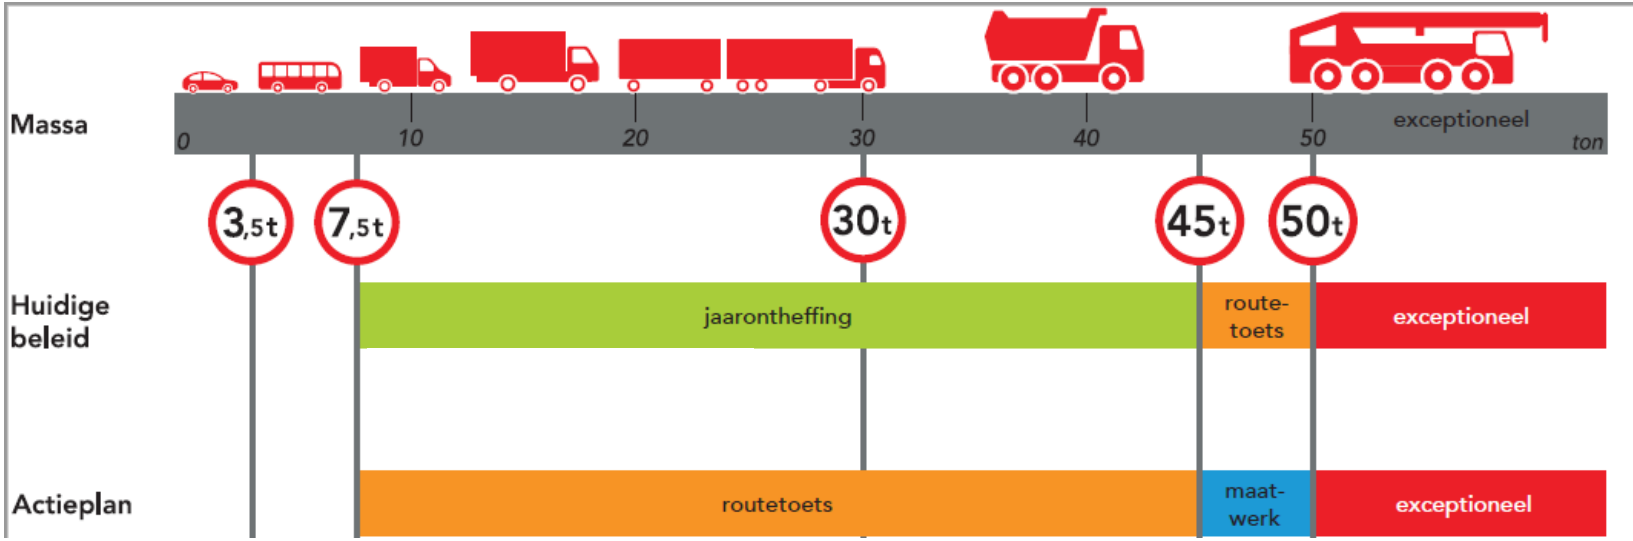 Massa
0
10
20
30
40
50
exceptioneel
ton
3,5t
7,5t
30t
45t
50t
Huidige
beleid
jaarontheffing
route-
toets
exceptioneel
Actieplan
routetoets
maat-
werk
exceptioneel